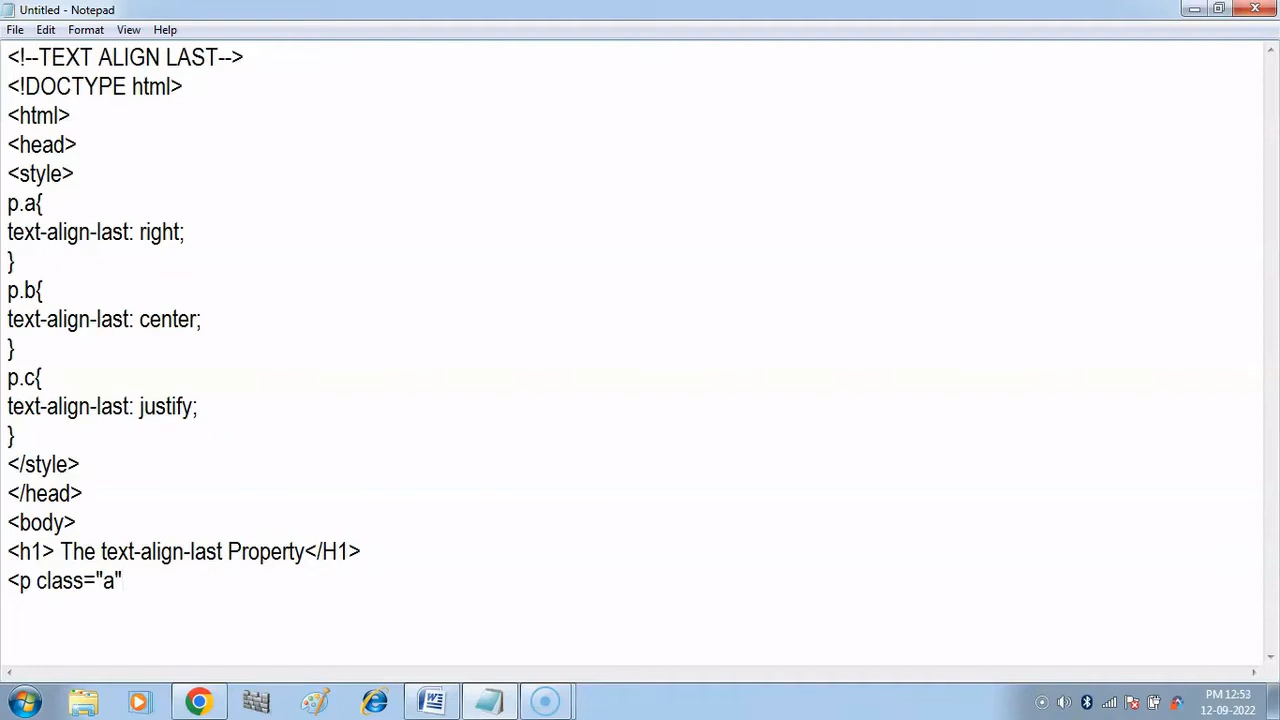 Untitled - Notepad
File Edit Format View Help
<!--TEXT ALIGN LAST-->
<!DOCTYPE html>
<html>
<head>
<style>
p.a{
text-align-last: right;
}
p.b{
text-align-last: center;
}
p.c{
text-align-last: justify;
}
</style>
</head>
<body>
<h1> The text-align-last Property</H1>
<p class="a"
PM 12:53
12-09-2022